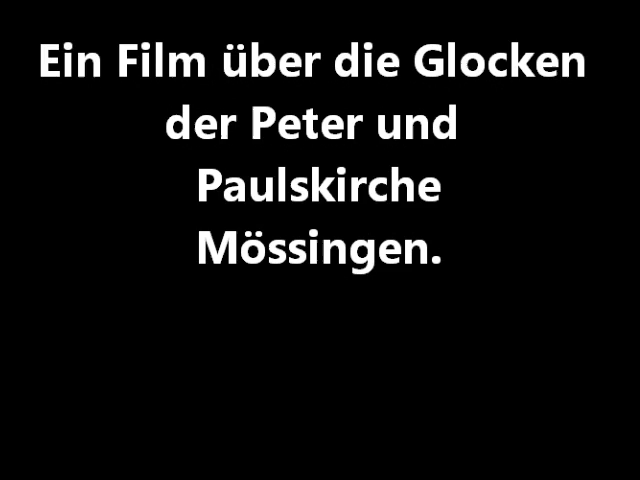 Ein Film über die Glocken
der Peter und
Paulskirche
Mössingen.